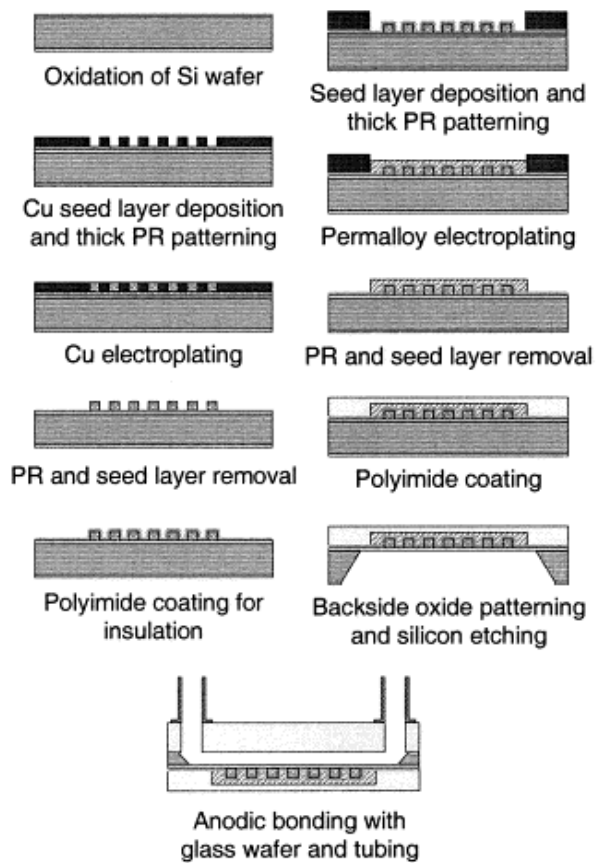 Oxidation of Si wafer
Cu seed layer deposition
and thick PR patterning
Cu electroplating
PR and seed layer removal
Polyimide coating for
insulation
Seed layer deposition and
thick PR patterning
Permalloy electroplating
PR and seed layer removal
Polyimide coating
Backside oxide patterning
and silicon etching
Anodic bonding with
glass wafer and tubing